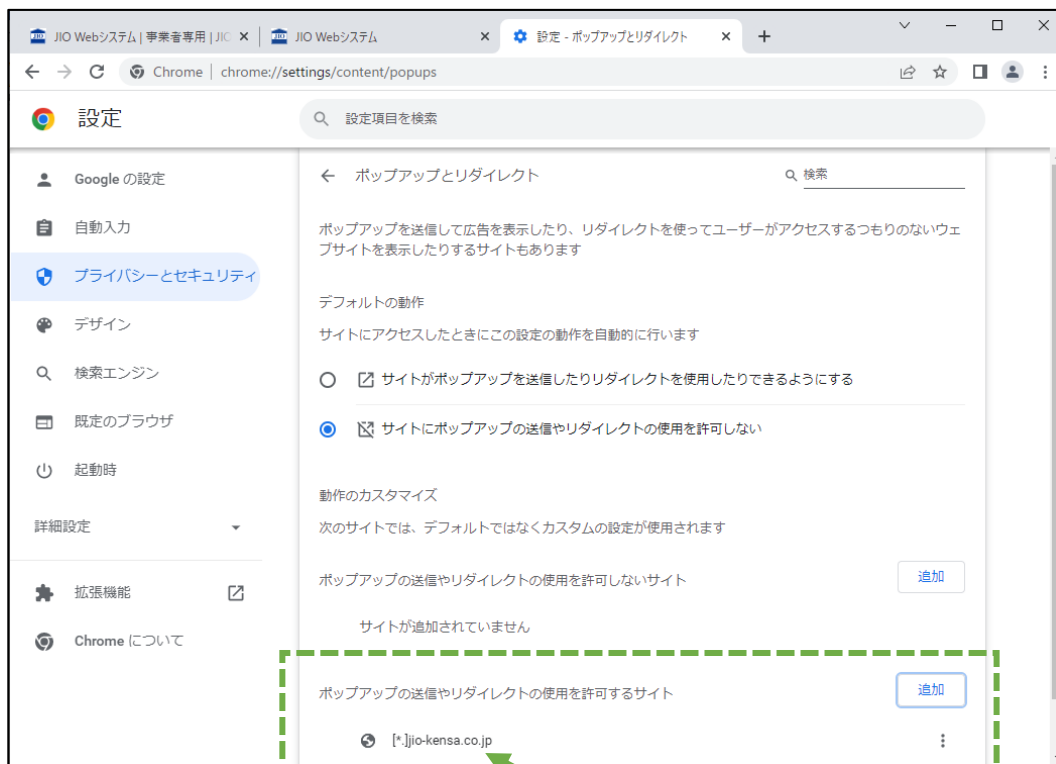 JIO Webシステム | 事業者専用 | JIO
JIO Webシステム
設定 - ポップアップとリダイレクト
Chrome | chrome://settings/content/popups
設定
設定項目を検索
Google の設定
自動入力
プライバシーとセキュリティ
デザイン
検索エンジン
既定のブラウザ
起動時
詳細設定
拡張機能
Chrome について
ポップアップとリダイレクト
検索
ポップアップを送信して広告を表示したり、リダイレクトを使ってユーザーがアクセスするつもりのないウェ
ブサイトを表示したりするサイトもあります
デフォルトの動作
サイトにアクセスしたときにこの設定の動作を自動的に行います
サイトがポップアップを送信したりリダイレクトを使用したりできるようにする
サイトにポップアップの送信やリダイレクトの使用を許可しない
動作のカスタマイズ
次のサイトでは、デフォルトではなくカスタムの設定が使用されます
ポップアップの送信やリダイレクトの使用を許可しないサイト
追加
サイトが追加されていません
ポップアップの送信やリダイレクトの使用を許可するサイト
追加
[*.]jio-kensa.co.jp